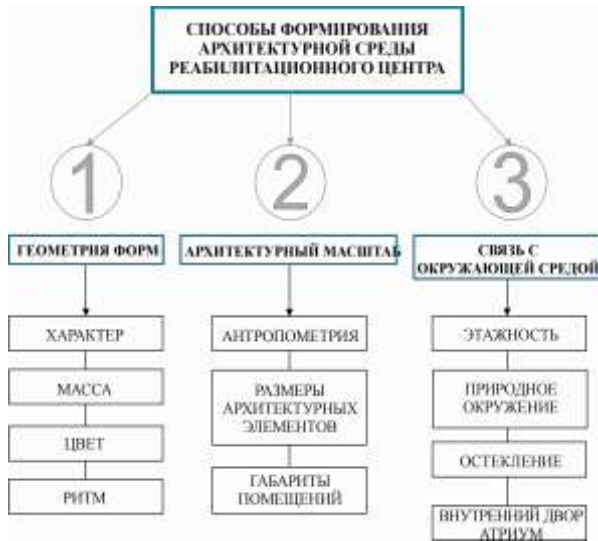 СПОСОБЫ ФОРМИРОВАНИЯ
АРХИТЕКТУРНОЙ СРЕДЫ
РЕАБИЛИТАЦИОННОГО ЦЕНТРА
1
2
3
ГЕОМЕТРИЯ ФОРМ
АРХИТЕКТУРНЫЙ МАСШТАБ
СВЯЗЬ С
ОКРУЖАЮЩЕЙ СРЕДОЙ
ХАРАКТЕР
МАССА
ЦВЕТ
РИТМ
АНТРОПОМЕТРИЯ
РАЗМЕРЫ
АРХИТЕКТУРНЫХ
ЭЛЕМЕНТОВ
ГАБАРИТЫ
ПОМЕЩЕНИЙ
ЭТАЖНОСТЬ
ПРИРОДНОЕ
ОКРУЖЕНИЕ
ОСТЕКЛЕНИЕ
ВНУТРЕННИЙ ДВОР
АТРИУМ